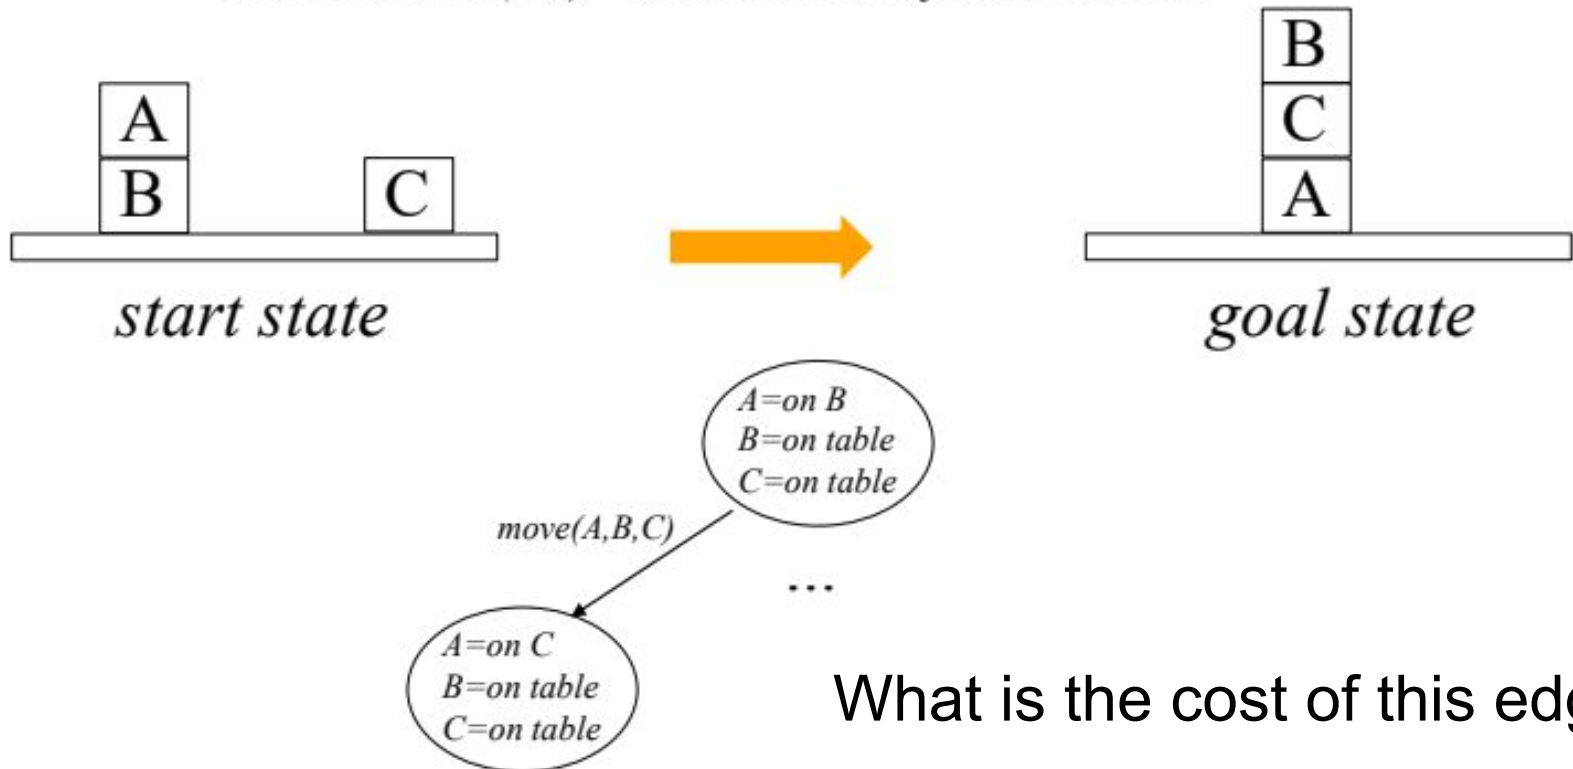 A
B
C
B
C
A
start state
goal state
A=on B
B=on table
C=on table
move(A,B,C)
...
A=on C
B=on table
C=on table
What is the cost of this